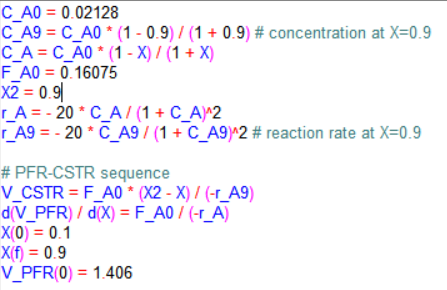 C_A0 = 0.02128
C_A9 = C_A0 * (1 - 0.9) / (1 + 0.9) # concentration at X=0.9
C_A = C_A0 * (1 - X) / (1 + X)
F_A0 = 0.16075
X2 = 0.9
r_A = - 20 * C_A / (1 + C_A)^2
r_A9 = - 20 * C_A9 / (1 + C_A9)^2 # reaction rate at X=0.9
# PFR-CSTR sequence
V_CSTR = F_A0 * (X2 - X) / (-r_A9)
d(V_PFR) / d(X) = F_A0 / (-r_A)
X(0) = 0.1
X(f) = 0.9
V_PFR(0) = 1.406